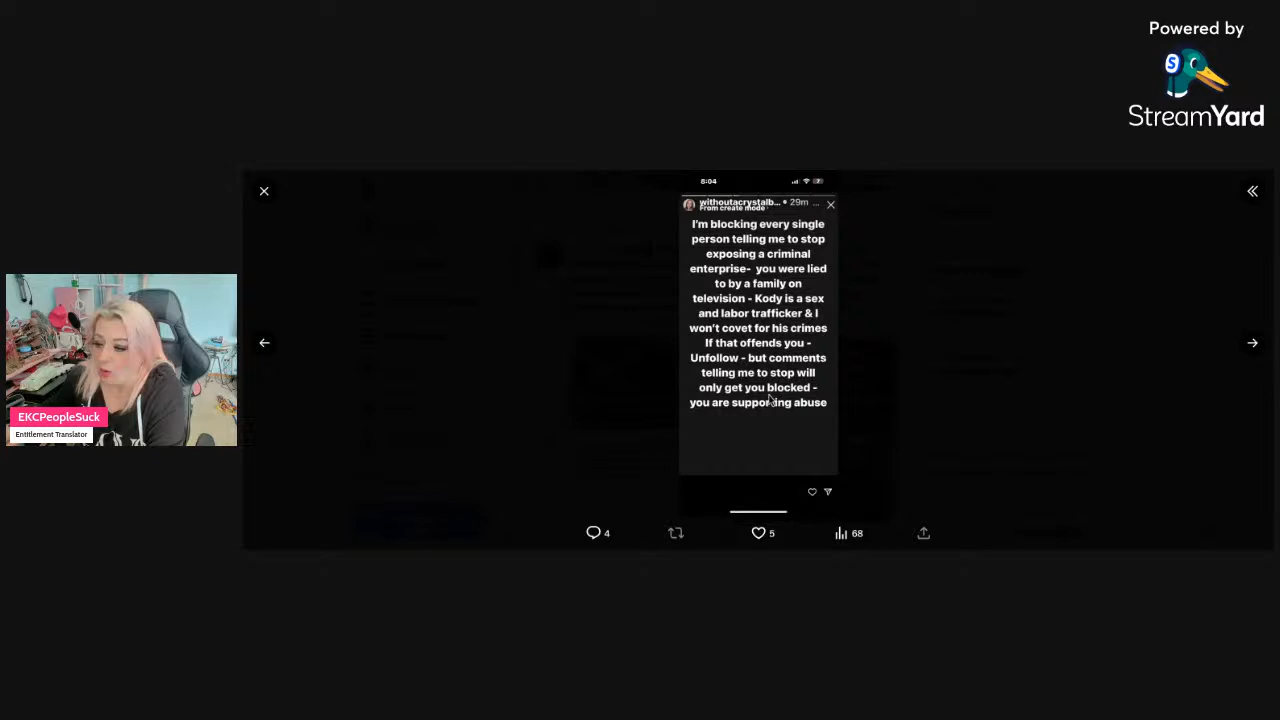 Powered by
StreamYard
8:04
withoutacrystalb... • 29m ...
From create mode
I'm blocking every single
person telling me to stop
exposing a criminal
enterprise- you were lied
to by a family on
television - Kody is a sex
and labor trafficker & I
won't covet for his crimes
If that offends you -
Unfollow - but comments
telling me to stop will
only get you blocked -
you are supporting abuse
4
5
68
EKCPeopleSuck
Entitlement Translator